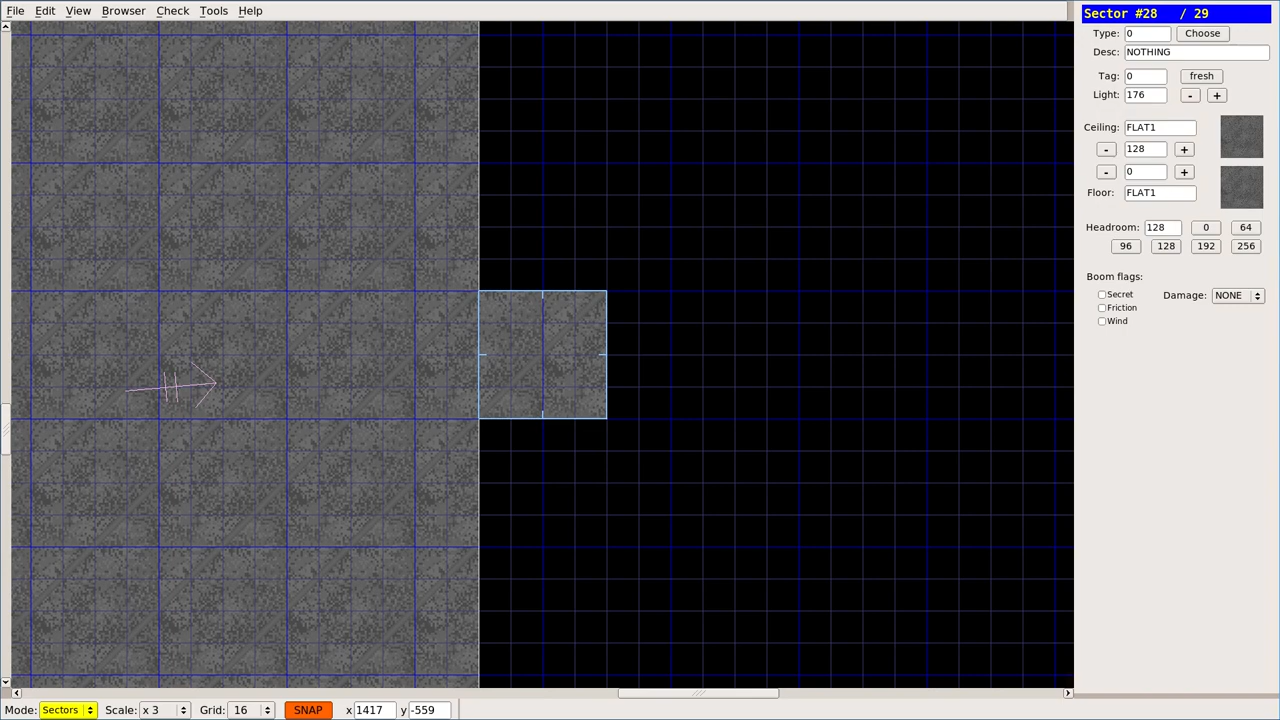 File Edit View Browser Check Tools Help
Sector #28 / 29
Type: 0 Choose
Desc: NOTHING
Tag: 0 fresh
Light: 176 - +
Ceiling: FLAT1
- 128 +
- 0 +
Floor: FLAT1
Headroom: 128 0 64
96 128 192 256
Boom flags:
Secret Damage: NONE
Friction
Wind
Mode: Sectors Scale: x 3 Grid: 16 SNAP x 1417 y -559